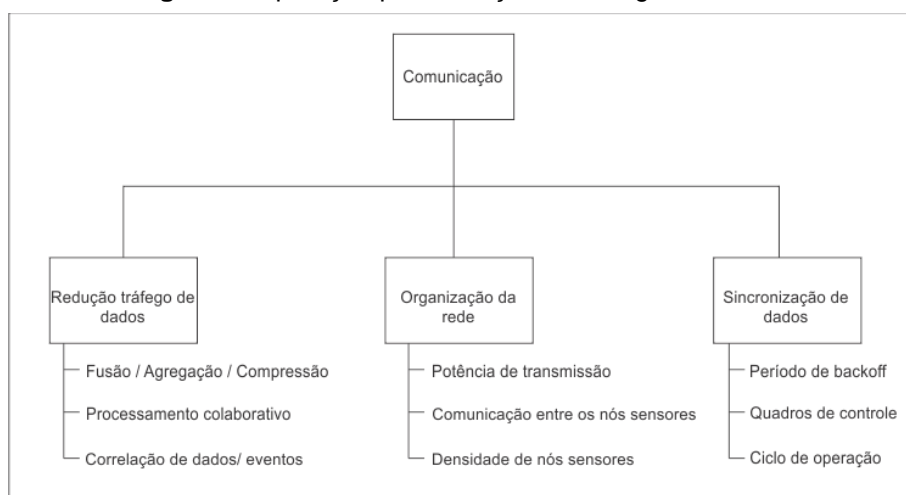 Comunicação
Redução tráfego de
dados
Organização da
rede
Sincronização de
dados
Fusão / Agregação / Compressão
Processamento colaborativo
Correlação de dados/ eventos
Potência de transmissão
Comunicação entre os nós sensores
Densidade de nós sensores
Período de backoff
Quadros de controle
Ciclo de operação